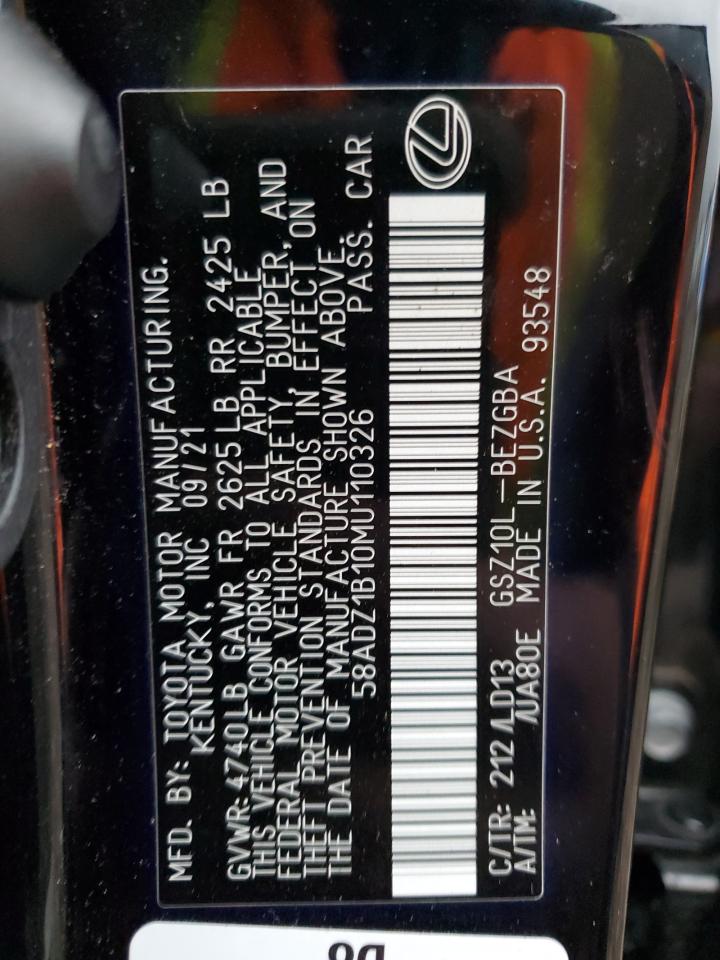 MFD. BY: TOYOTA MOTOR MANUFACTURING.
KENTUCKY, INC 09/21
GVWR: 4740LB GAWR FR 2625LB RR 2425 LB
THIS VEHICLE CONFORMS TO ALL APPLICABLE
FEDERAL MOTOR VEHICLE SAFETY, BUMPER, AND
THEFT PREVENTION STANDARDS IN EFFECT ON
THE DATE OF MANUFACTURE SHOWN ABOVE.
58ADZ1B10MU110326 PASS. CAR
C/TR: 212 /LD13 GSZ10L-BEZGBA
A/TM: /UA80E MADE IN U.S.A. 93548